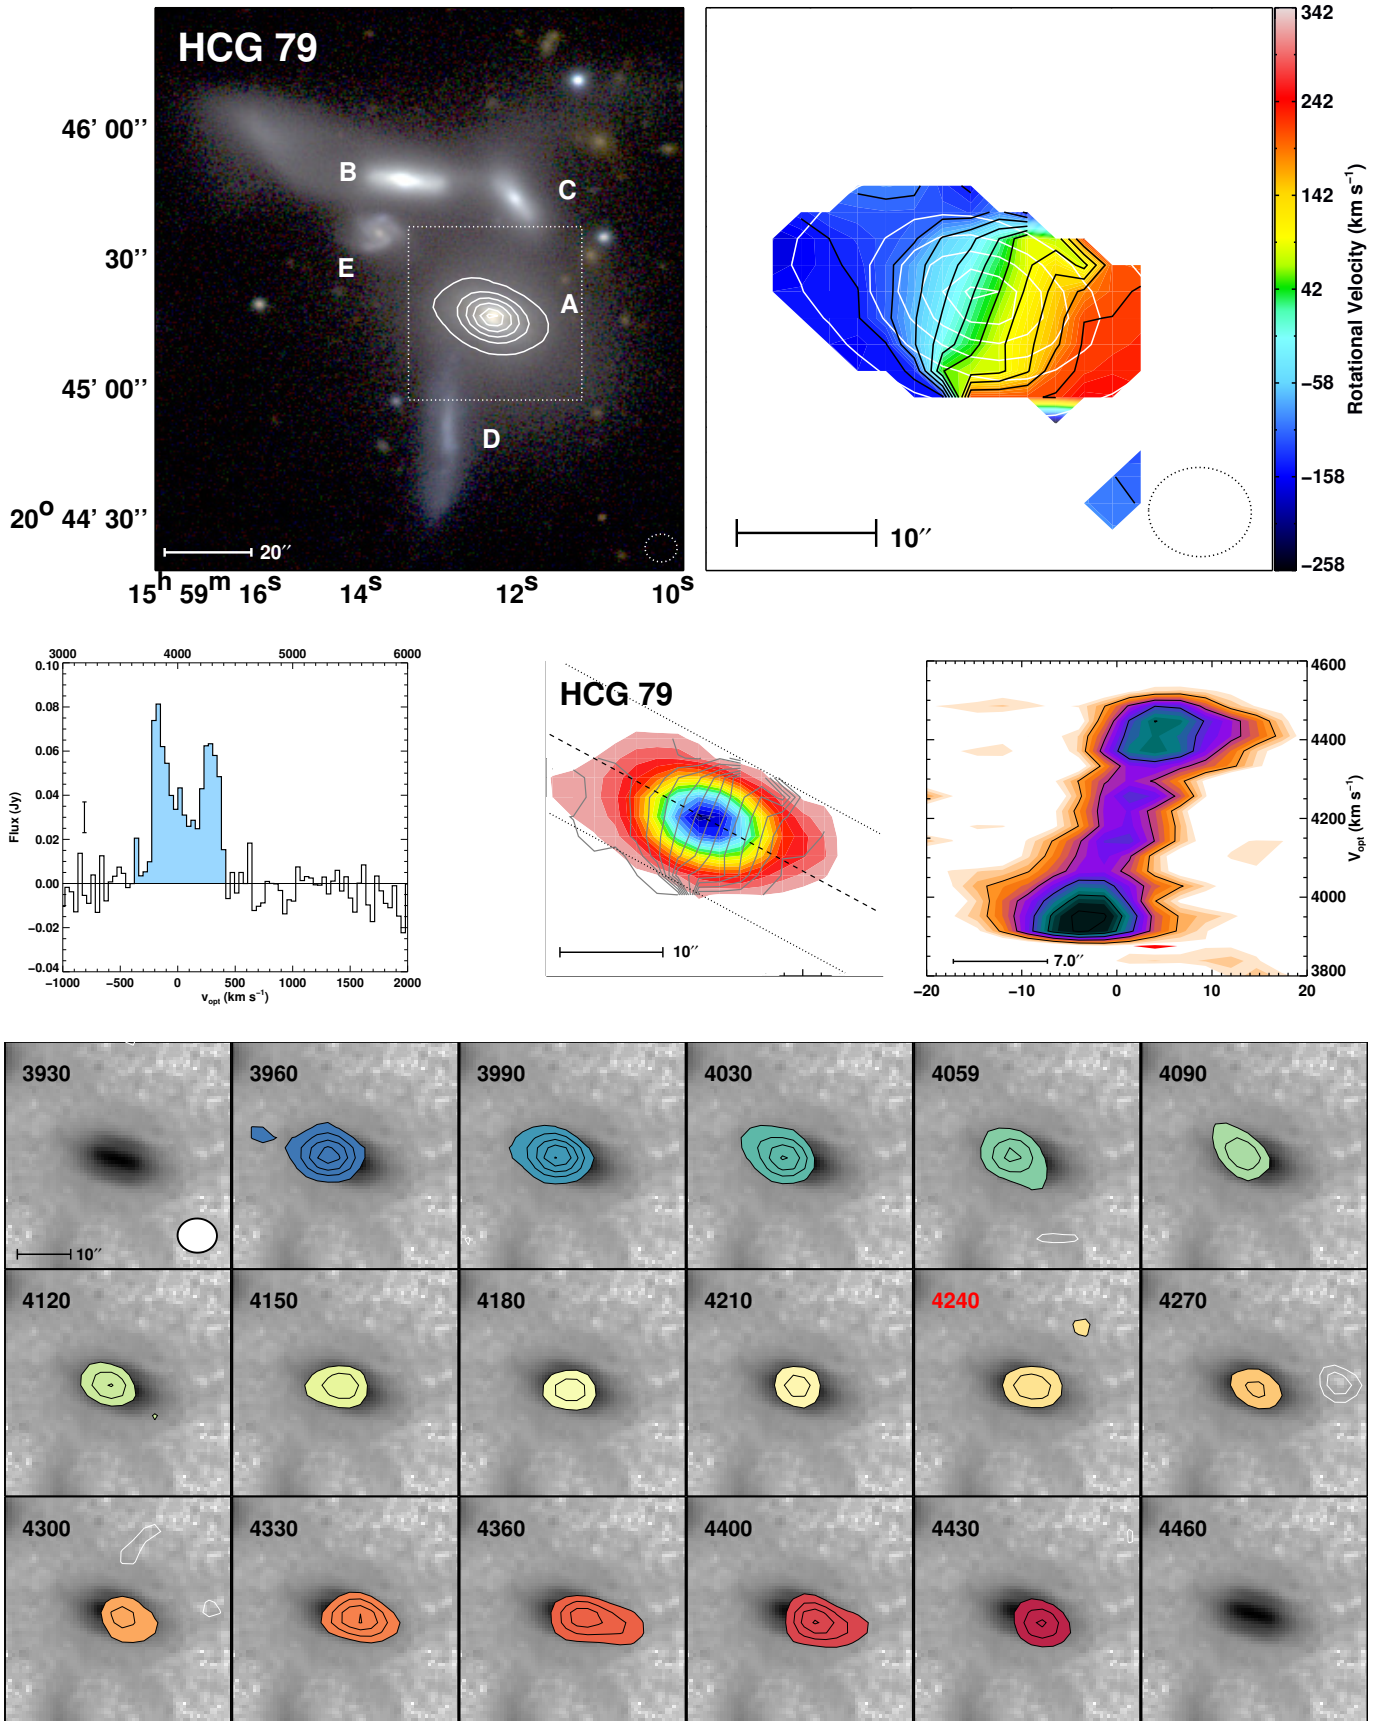 HCG 79
B
C
E
A
D
46' 00''
30''
45' 00''
20° 44' 30''
20''
15h 59m 16s 14s 12s 10s
10''
342
242
142
42
−58
−158
−258
Rotational Velocity (km s−1)
3000 4000 5000 6000
0.10
0.08
0.06
0.04
0.02
0.00
−0.02
−0.04
Flux (Jy)
−1000 −500 0 500 1000 1500 2000
vopt (km s−1)
HCG 79
10''
4600
4400
4200
4000
3800
Vopt (km s−1)
7.0''
−20 −10 0 10 20
3930 3960 3990 4030 4059 4090
10''
4120 4150 4180 4210 4240 4270
4300 4330 4360 4400 4430 4460